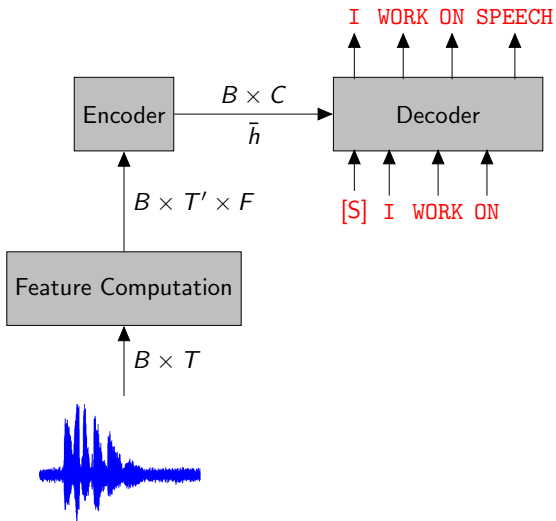 I WORK ON SPEECH
Encoder
B × C
h̄
Decoder
B × T′ × F
[S] I WORK ON
Feature Computation
B × T